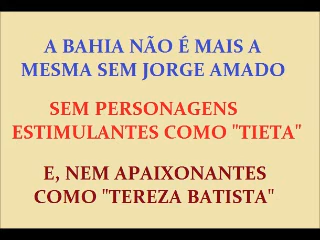 A BAHIA NÃO É MAIS A
MESMA SEM JORGE AMADO
SEM PERSONAGENS
ESTIMULANTES COMO "TIETA"
E, NEM APAIXONANTES
COMO "TEREZA BATISTA"